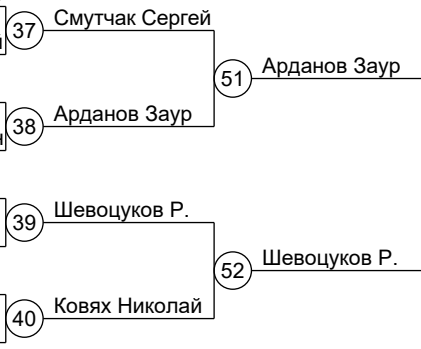 37 Смутчак Сергей
51 Арданов Заур
38 Арданов Заур
39 Шевоцуков Р.
52 Шевоцуков Р.
40 Ковях Николай